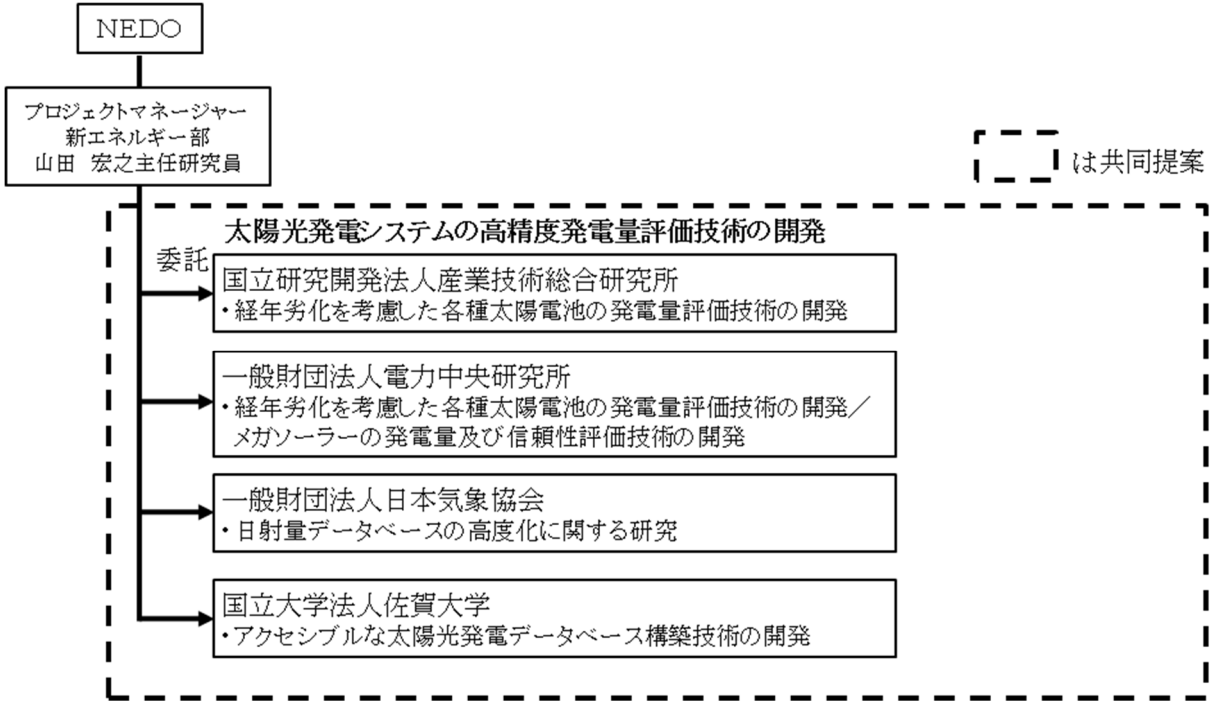 NEDO
プロジェクトマネージャー
新エネルギー部
山田　宏之主任研究員
は共同提案
太陽光発電システムの高精度発電量評価技術の開発
委託
国立研究開発法人産業技術総合研究所
・経年劣化を考慮した各種太陽電池の発電量評価技術の開発
一般財団法人電力中央研究所
・経年劣化を考慮した各種太陽電池の発電量評価技術の開発／
メガソーラーの発電量及び信頼性評価技術の開発
一般財団法人日本気象協会
・日射量データベースの高度化に関する研究
国立大学法人佐賀大学
・アクセシブルな太陽光発電データベース構築技術の開発